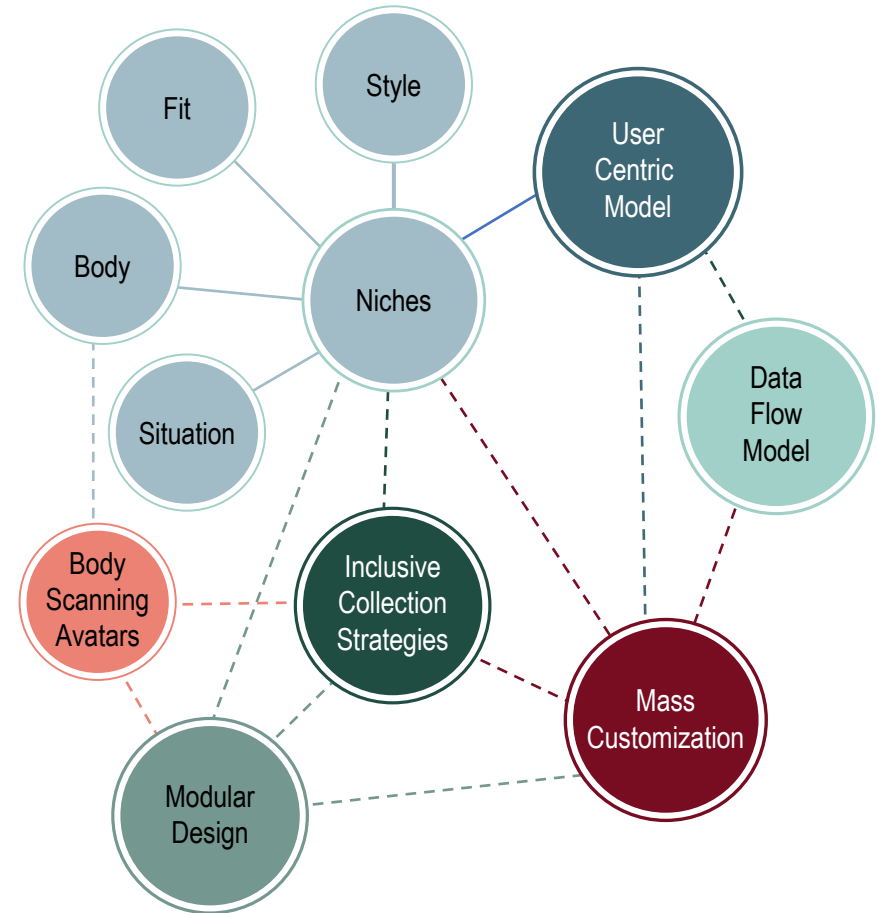 Style
Fit
User
Centric
Model
Body
Niches
Data
Flow
Model
Situation
Body
Scanning
Avatars
Inclusive
Collection
Strategies
Mass
Customization
Modular
Design